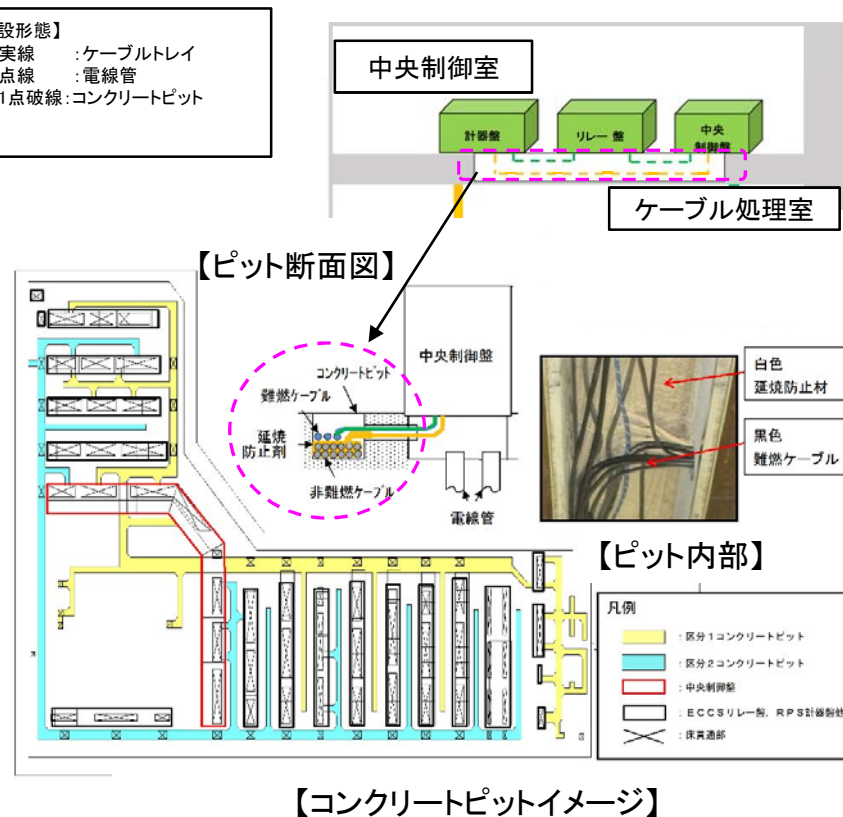 設形態】
実線　：ケーブルトレイ
点線　：電線管
1点破線：コンクリートピット
中央制御室
計器盤
リレー盤
中央
制御盤
ケーブル処理室
【ピット断面図】
コンクリートピット
難燃ケーブル
延焼
防止剤
非難燃ケーブル
中央制御盤
電線管
白色
延焼防止材
黒色
難燃ケーブル
【ピット内部】
凡例
：区分1コンクリートピット
：区分2コンクリートピット
：中央制御盤
：ECCSリレー盤，RPS計器盤他
：床貫通部
【コンクリートピットイメージ】